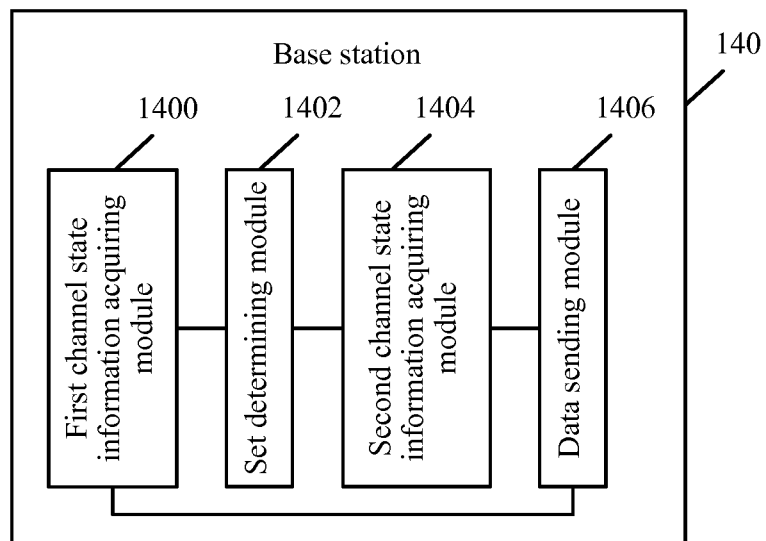 Base station
140
1400
1402
1404
1406
First channel state
information acquiring
module
Set determining module
Second channel state
information acquiring
module
Data sending module